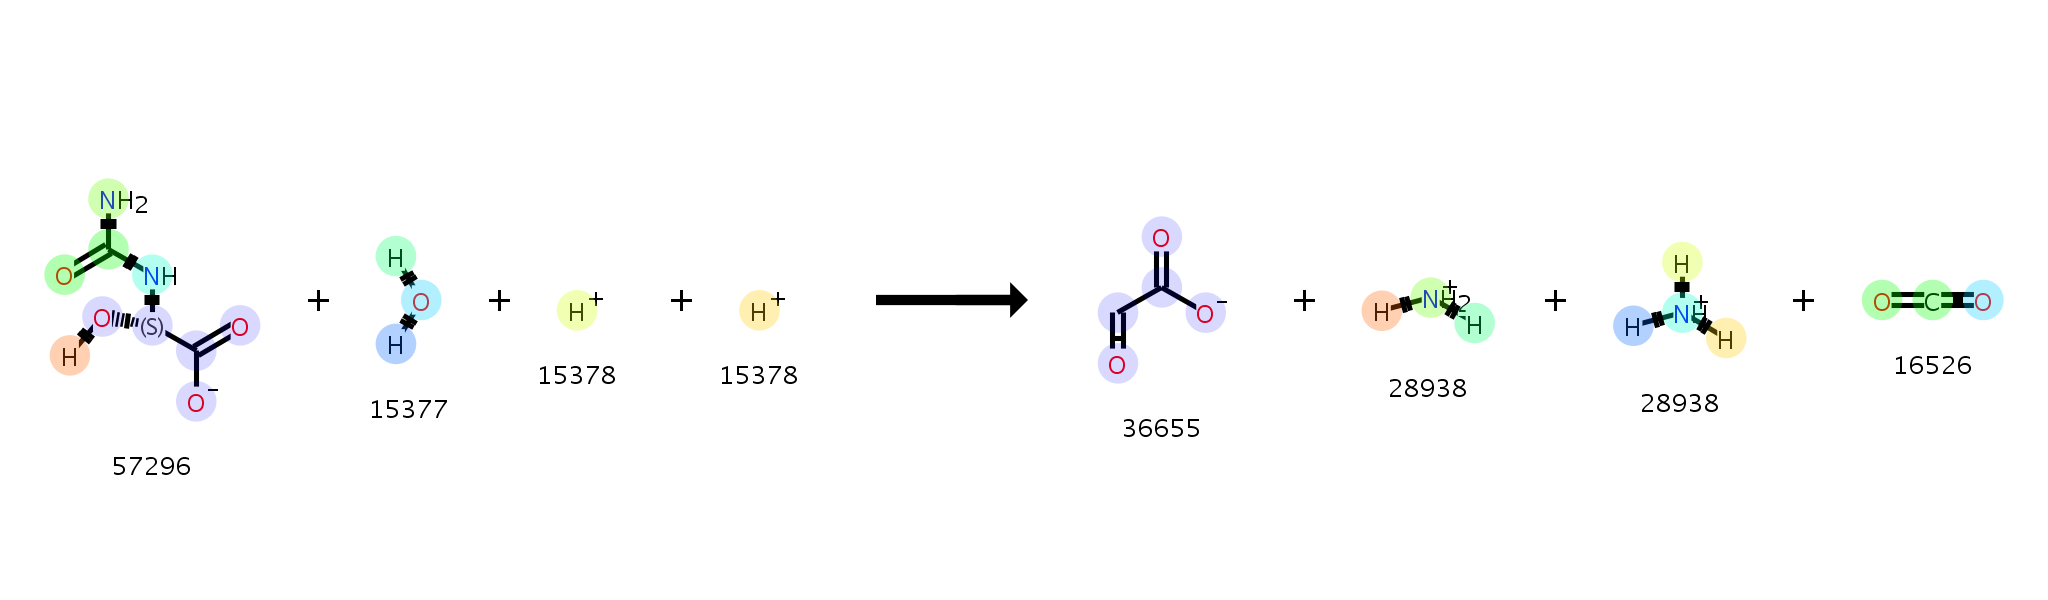 NH2
O
NH
O
(S)
O
H
O−
57296
+
H
O
H
15377
+
H+
15378
+
H+
15378
O
O−
H
O
36655
+
H
NH2+
H
28938
+
H
H
NH+
H
28938
+
O
C
O
16526